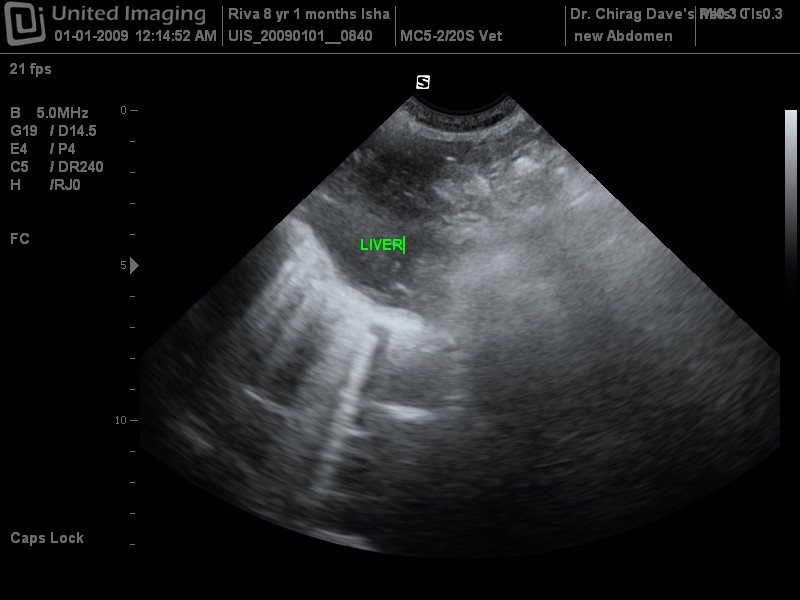 United Imaging
01-01-2009 12:14:52 AM
Riva 8 yr 1 months Isha
UIS_20090101__0840
MC5-2/20S Vet
Dr. Chirag Dave's
new Abdomen
TIs0.3
21 fps
S
B 5.0MHz
G19 / D14.5
E4 / P4
C5 / DR240
H /RJ0
FC
0
5
10
LIVER
Caps Lock